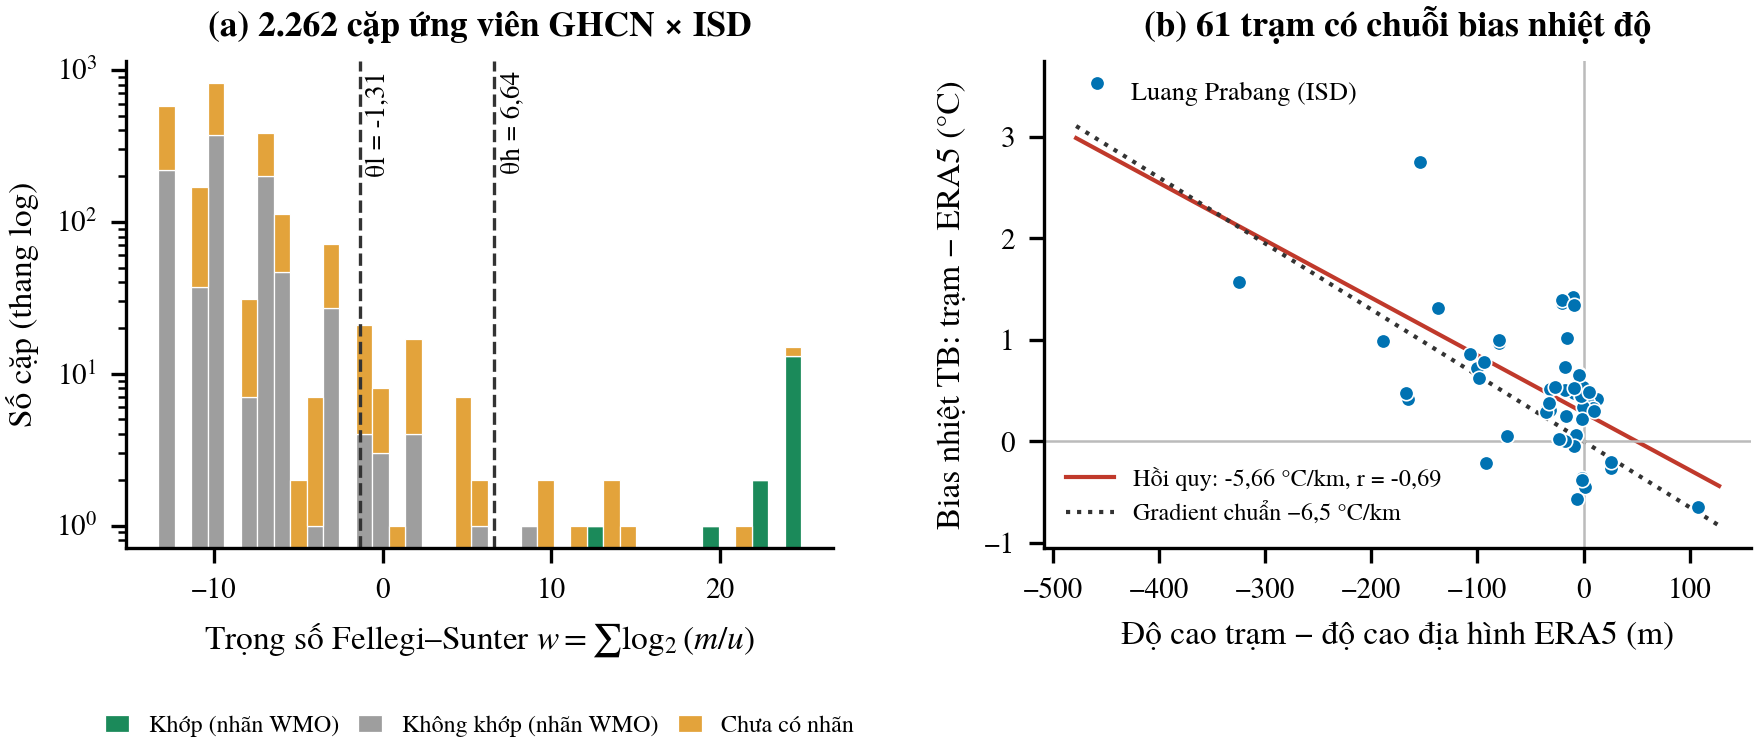 (a) 2.262 cặp ứng viên GHCN × ISD
Số cặp (thang log)
10³
10²
10¹
10⁰
θl = -1,31
θh = 6,64
−10
0
10
20
Trọng số Fellegi–Sunter w = ∑log₂ (m/u)
Khớp (nhãn WMO)
Không khớp (nhãn WMO)
Chưa có nhãn
(b) 61 trạm có chuỗi bias nhiệt độ
Bias nhiệt TB: trạm − ERA5 (°C)
3
2
1
0
−1
Luang Prabang (ISD)
Hồi quy: -5,66 °C/km, r = -0,69
Gradient chuẩn −6,5 °C/km
−500
−400
−300
−200
−100
0
100
Độ cao trạm − độ cao địa hình ERA5 (m)